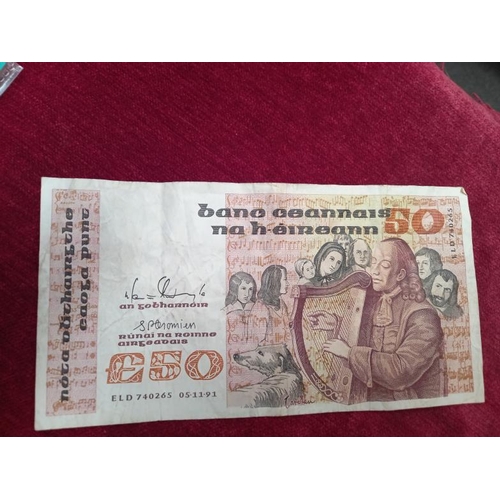 banc ceannais
na h-éireann
50
ELD 740265
an gobharnóir
S P Cromien
rúnaí na roinne
airgeadais
£50
ELD 740265 05·11·91
nóta dlíthairgthe
caoga punt